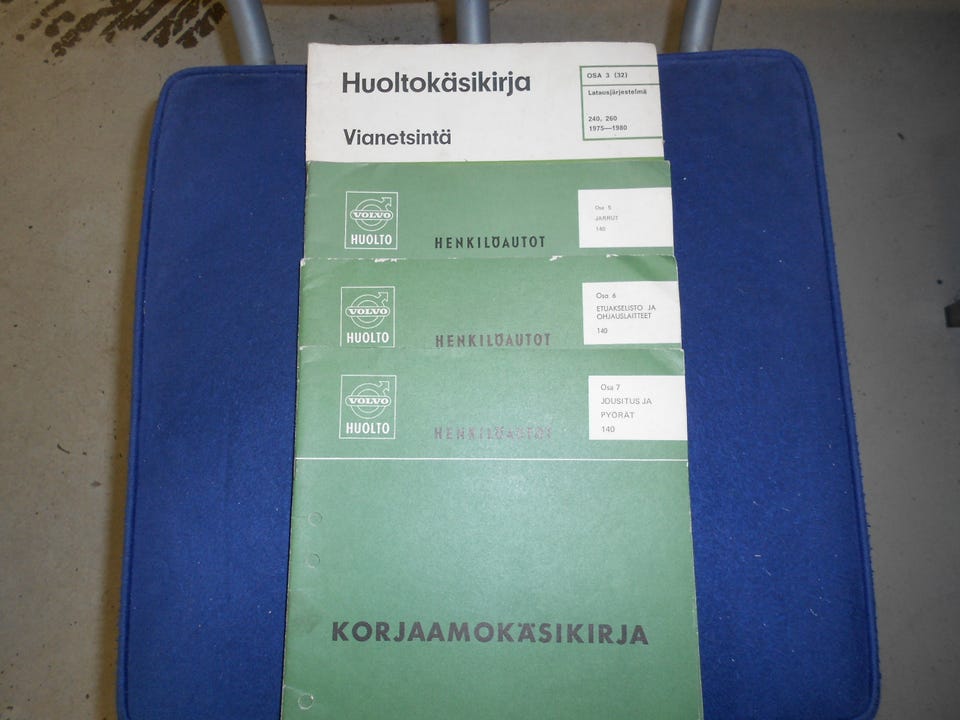 Huoltokäsikirja
Vianetsintä
OSA 3 (32)
Latausjärjestelmä
240, 260
1975—1980
VOLVO
HUOLTO
HENKILÖAUTOT
Osa 5
JARRUT
140
VOLVO
HUOLTO
HENKILÖAUTOT
Osa 6
ETUAKSELISTO JA
OHJAUSLAITTEET
140
VOLVO
HUOLTO
HENKILÖAUTOT
Osa 7
JOUSITUS JA
PYÖRÄT
140
KORJAAMOKÄSIKIRJA